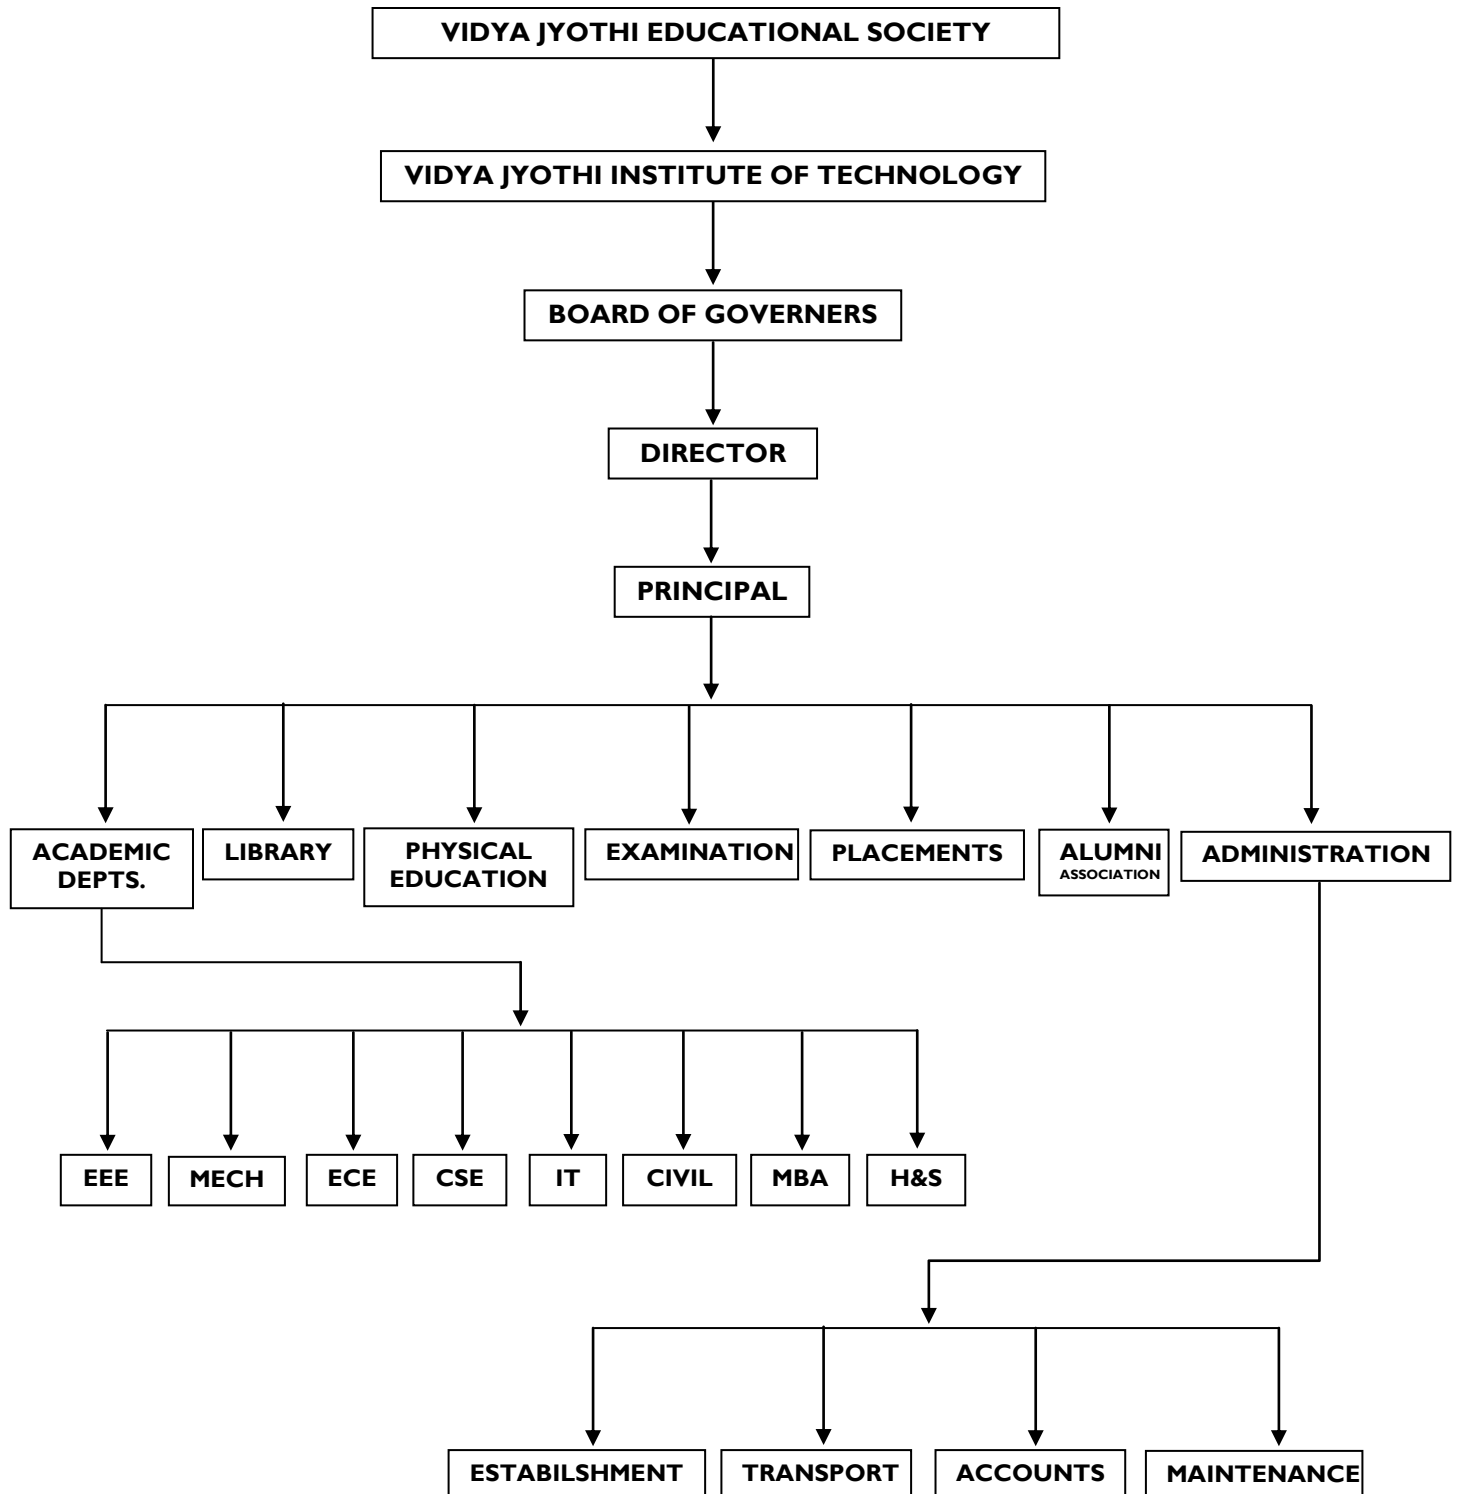 VIDYA JYOTHI EDUCATIONAL SOCIETY
VIDYA JYOTHI INSTITUTE OF TECHNOLOGY
BOARD OF GOVERNERS
DIRECTOR
PRINCIPAL
ACADEMIC
DEPTS.
LIBRARY
PHYSICAL
EDUCATION
EXAMINATION
PLACEMENTS
ALUMNI
ASSOCIATION
ADMINISTRATION
EEE
MECH
ECE
CSE
IT
CIVIL
MBA
H&S
ESTABILSHMENT
TRANSPORT
ACCOUNTS
MAINTENANCE